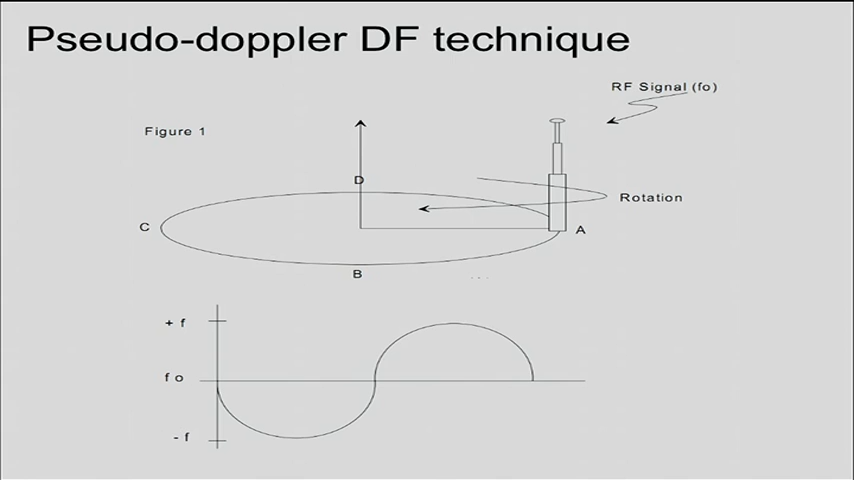 Pseudo-doppler DF technique
RF Signal (fo)
Figure 1
D
Rotation
C
A
B
+ f
f o
- f